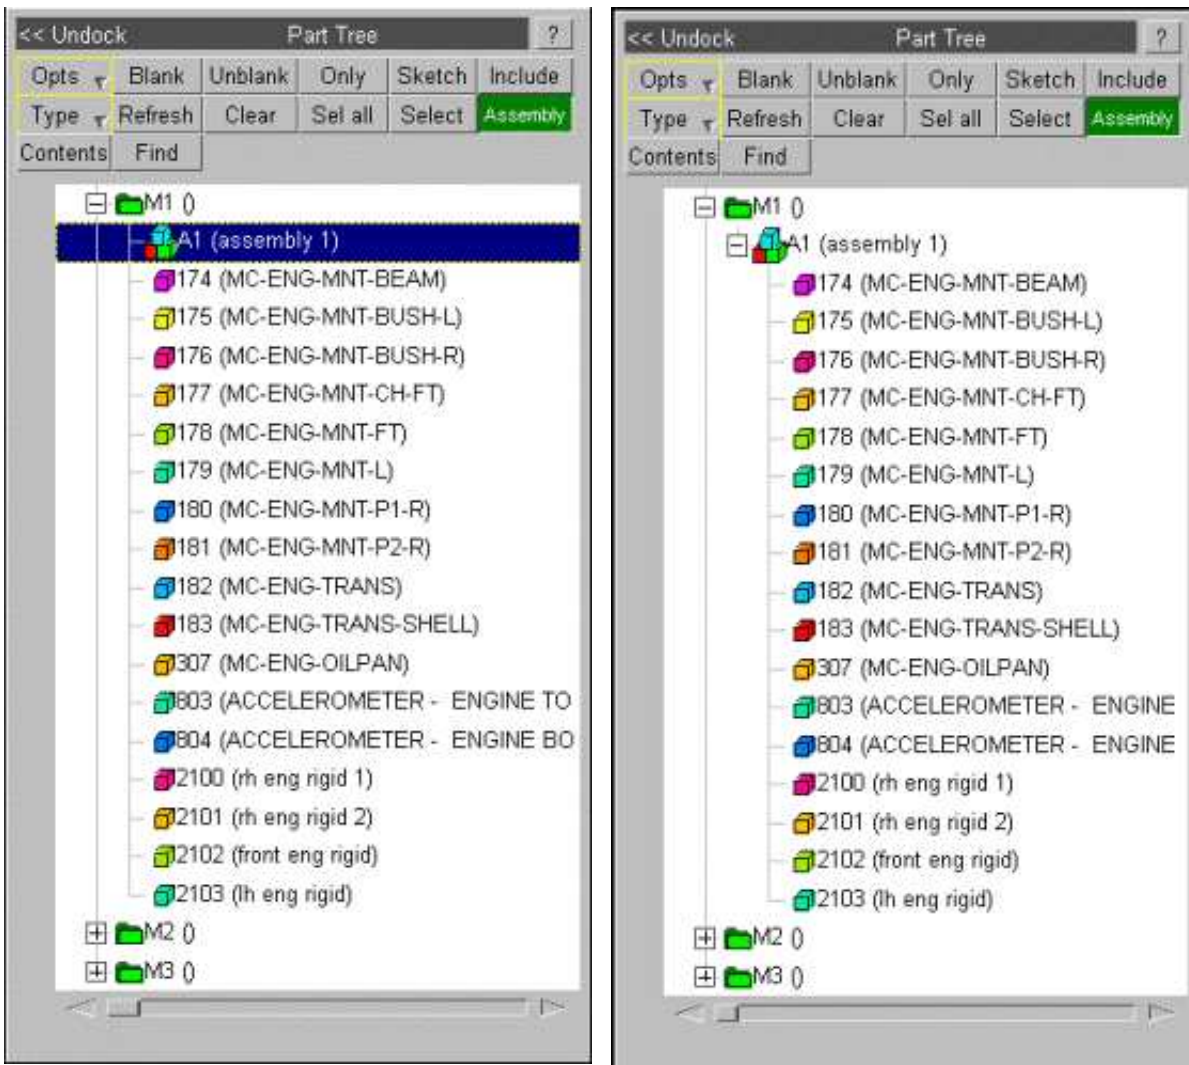 << Undock Part Tree ?
Opts Blank Unblank Only Sketch Include
Type Refresh Clear Sel all Select Assembly
Contents Find
M1 ()
A1 (assembly 1)
174 (MC-ENG-MNT-BEAM)
175 (MC-ENG-MNT-BUSH-L)
176 (MC-ENG-MNT-BUSH-R)
177 (MC-ENG-MNT-CH-FT)
178 (MC-ENG-MNT-FT)
179 (MC-ENG-MNT-L)
180 (MC-ENG-MNT-P1-R)
181 (MC-ENG-MNT-P2-R)
182 (MC-ENG-TRANS)
183 (MC-ENG-TRANS-SHELL)
307 (MC-ENG-OILPAN)
803 (ACCELEROMETER - ENGINE TO
804 (ACCELEROMETER - ENGINE BO
2100 (rh eng rigid 1)
2101 (rh eng rigid 2)
2102 (front eng rigid)
2103 (lh eng rigid)
M2 ()
M3 ()
<< Undock Part Tree ?
Opts Blank Unblank Only Sketch Include
Type Refresh Clear Sel all Select Assembly
Contents Find
M1 ()
A1 (assembly 1)
174 (MC-ENG-MNT-BEAM)
175 (MC-ENG-MNT-BUSH-L)
176 (MC-ENG-MNT-BUSH-R)
177 (MC-ENG-MNT-CH-FT)
178 (MC-ENG-MNT-FT)
179 (MC-ENG-MNT-L)
180 (MC-ENG-MNT-P1-R)
181 (MC-ENG-MNT-P2-R)
182 (MC-ENG-TRANS)
183 (MC-ENG-TRANS-SHELL)
307 (MC-ENG-OILPAN)
803 (ACCELEROMETER - ENGINE
804 (ACCELEROMETER - ENGINE
2100 (rh eng rigid 1)
2101 (rh eng rigid 2)
2102 (front eng rigid)
2103 (lh eng rigid)
M2 ()
M3 ()